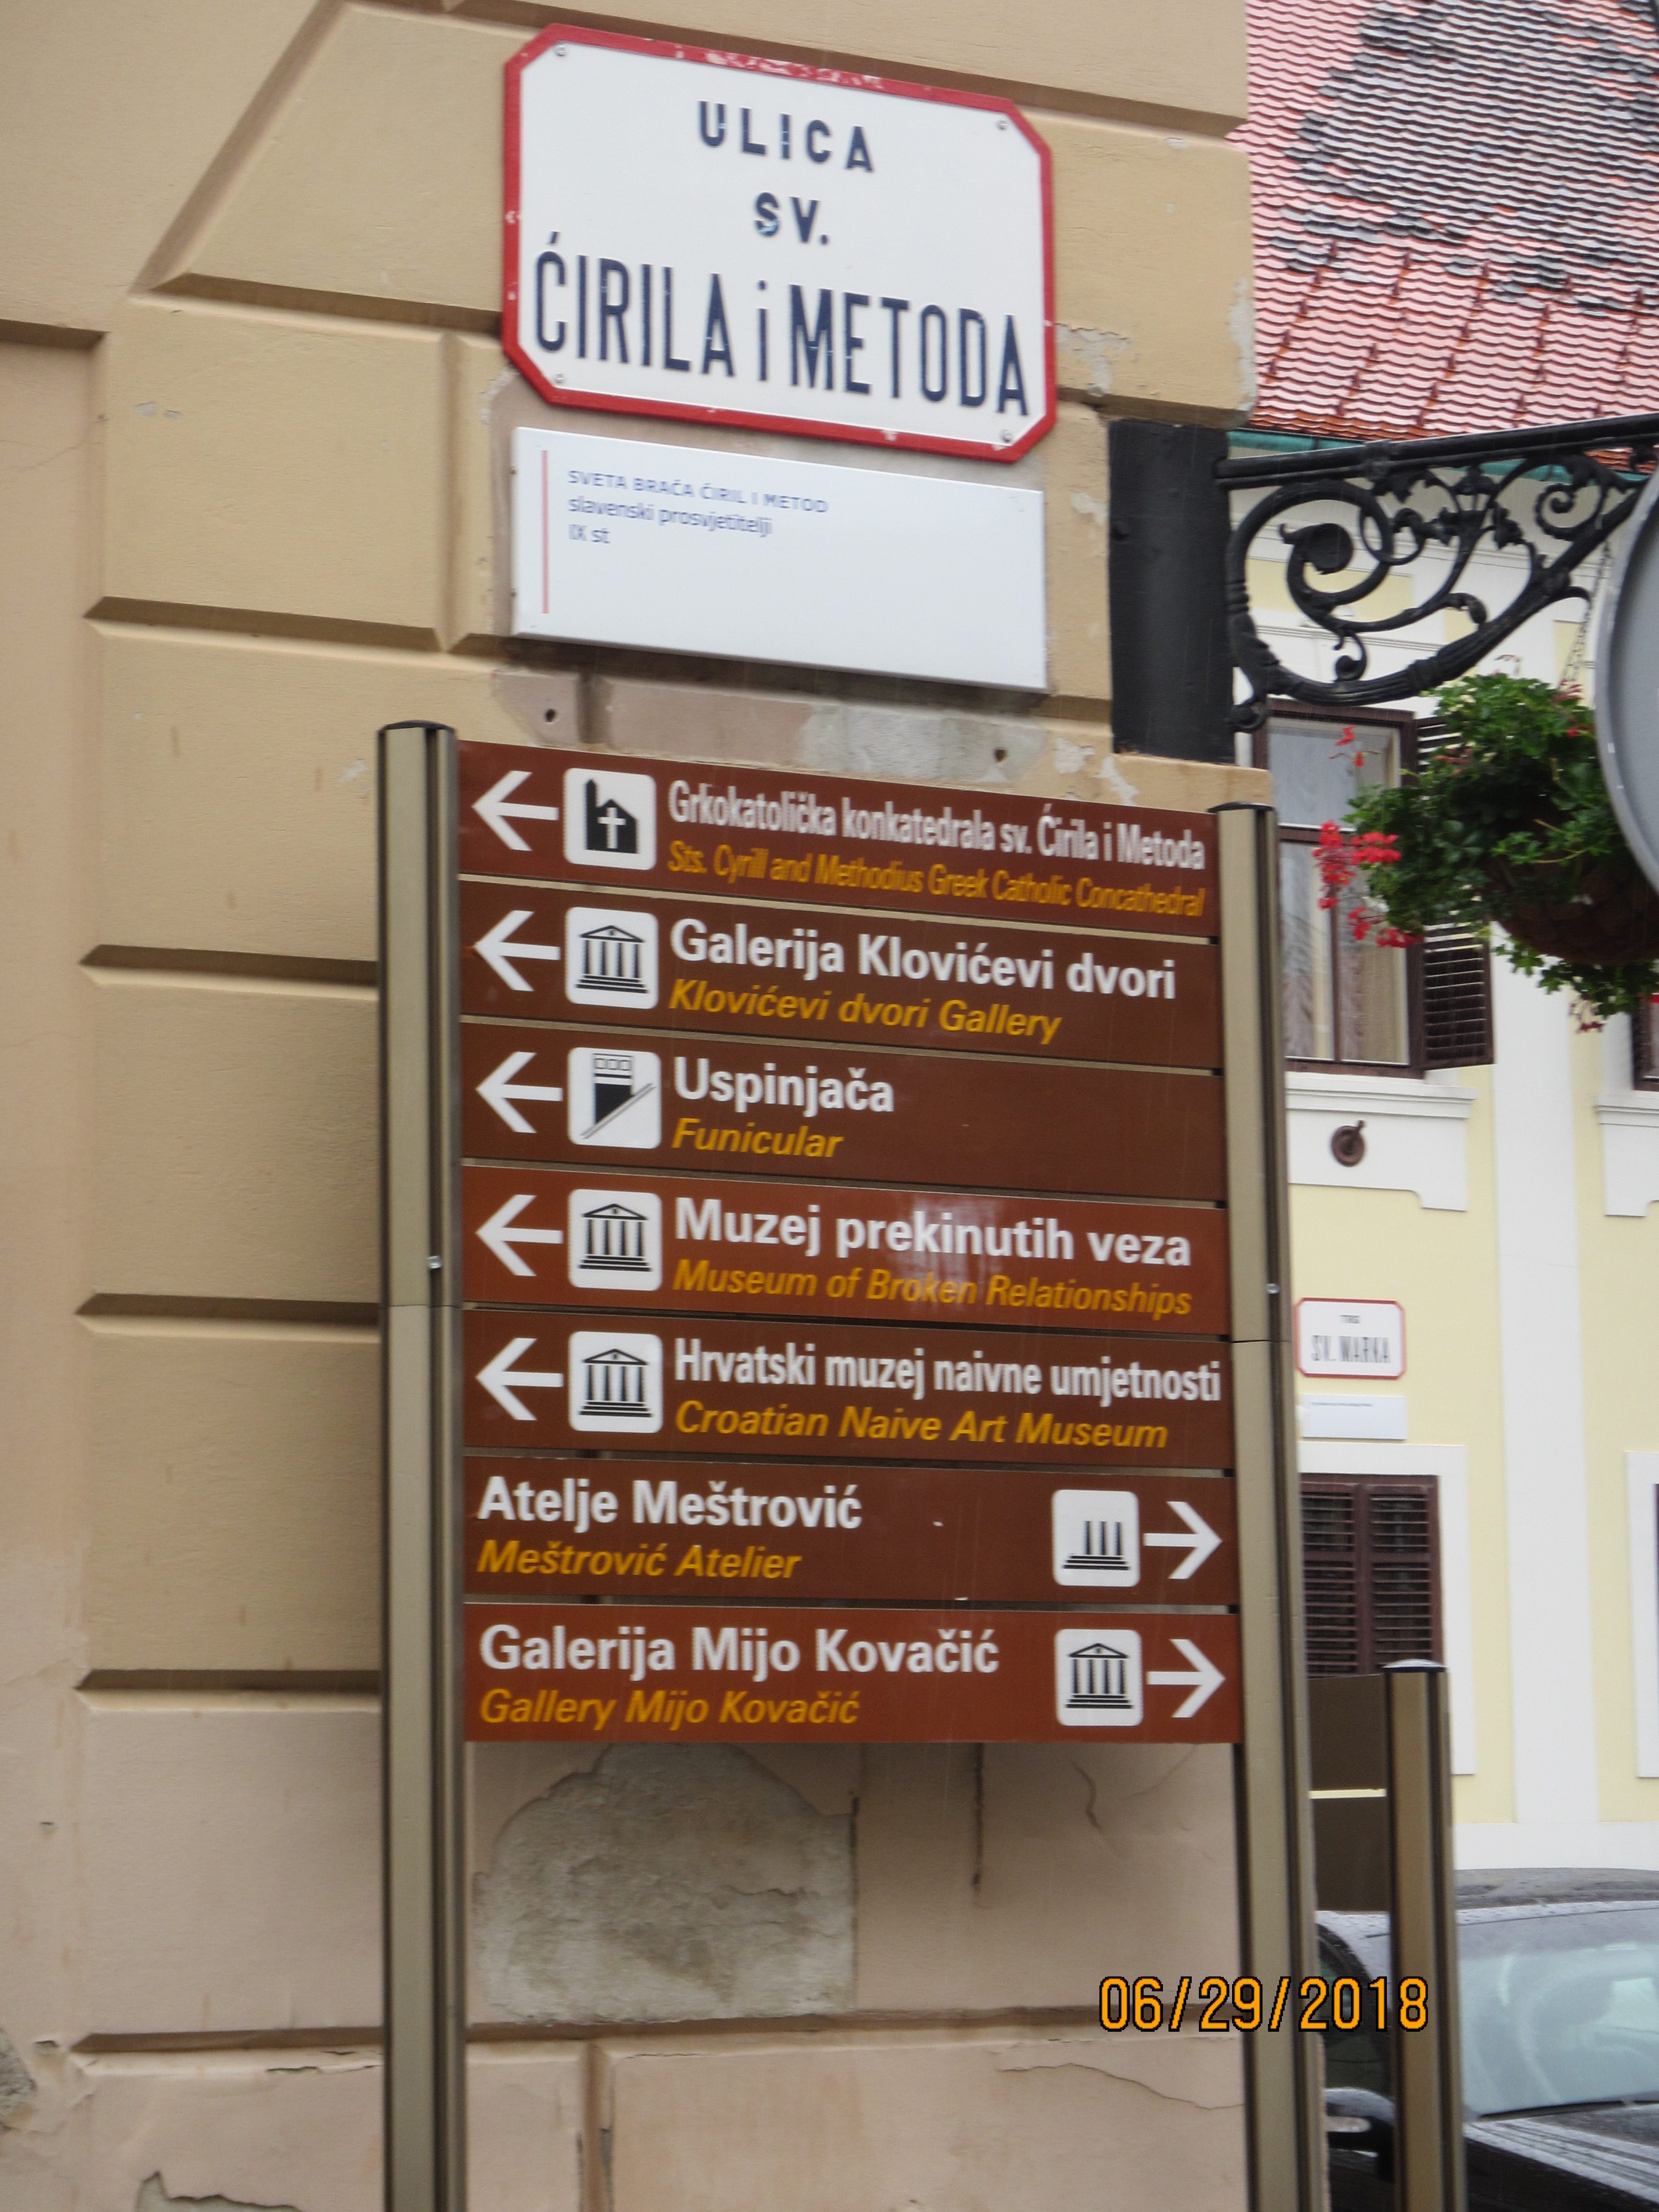 ULICA
SV.
ĆIRILA i METODA
SVETA BRAĆA ĆIRIL I METOD
slavenski prosvjetitelji
IX st
Grkokatolička konkatedrala sv. Ćirila i Metoda
Sts. Cyrill and Methodius Greek Catholic Concathedral
Galerija Klovićevi dvori
Klovićevi dvori Gallery
Uspinjača
Funicular
Muzej prekinutih veza
Museum of Broken Relationships
Hrvatski muzej naivne umjetnosti
Croatian Naive Art Museum
Atelje Meštrović
Meštrović Atelier
Galerija Mijo Kovačić
Gallery Mijo Kovačić
TRG
SV. MARKA
06/29/2018